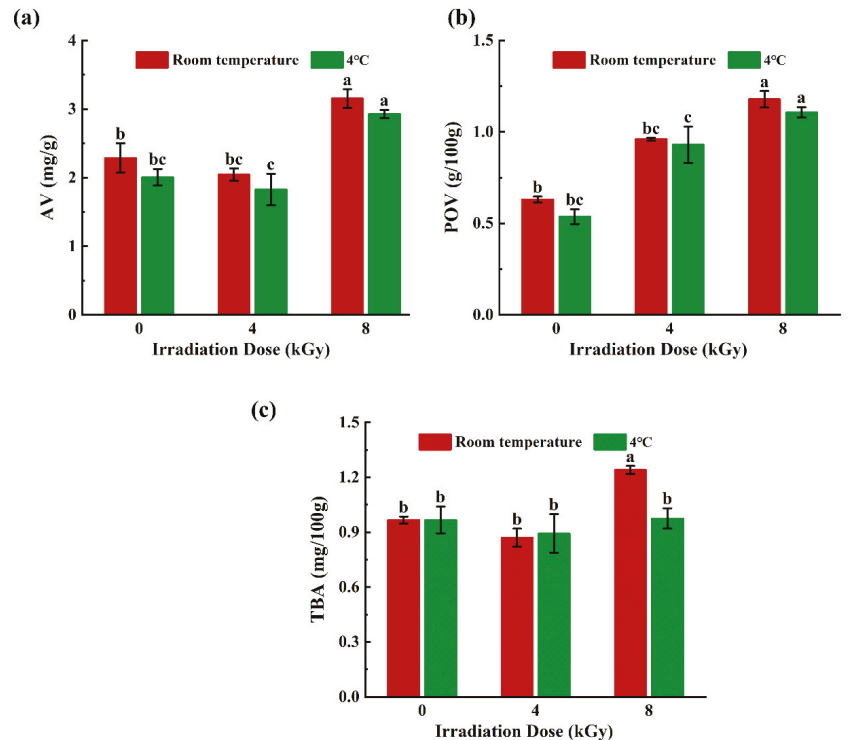 (a)
4
3
2
1
0
AV (mg/g)
Room temperature 4°C
b bc bc c a a
0 4 8
Irradiation Dose (kGy)
(b)
1.5
1.0
0.5
0.0
POV (g/100g)
Room temperature 4°C
b bc bc c a a
0 4 8
Irradiation Dose (kGy)
(c)
1.5
1.2
0.9
0.6
0.3
0.0
TBA (mg/100g)
Room temperature 4°C
b b b b a b
0 4 8
Irradiation Dose (kGy)